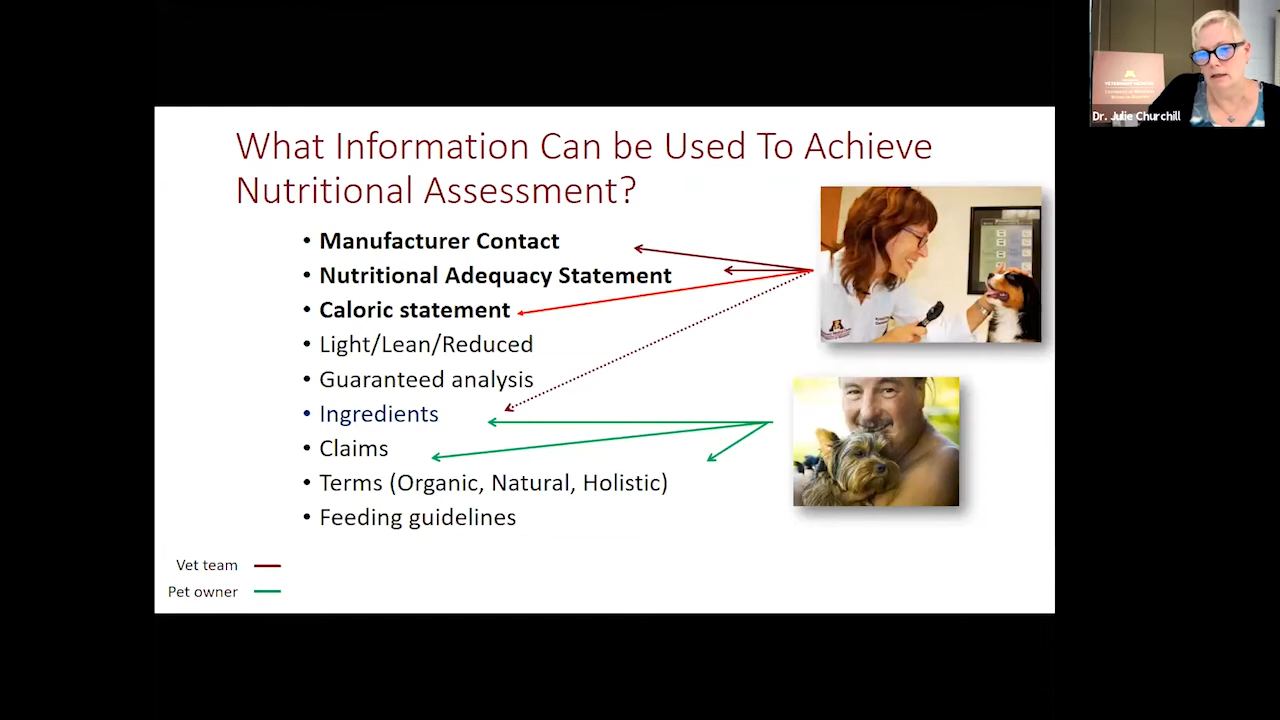 What Information Can be Used To Achieve
Nutritional Assessment?
• Manufacturer Contact
• Nutritional Adequacy Statement
• Caloric statement
• Light/Lean/Reduced
• Guaranteed analysis
• Ingredients
• Claims
• Terms (Organic, Natural, Holistic)
• Feeding guidelines
Vet team
Pet owner
Dr. Julie Churchill